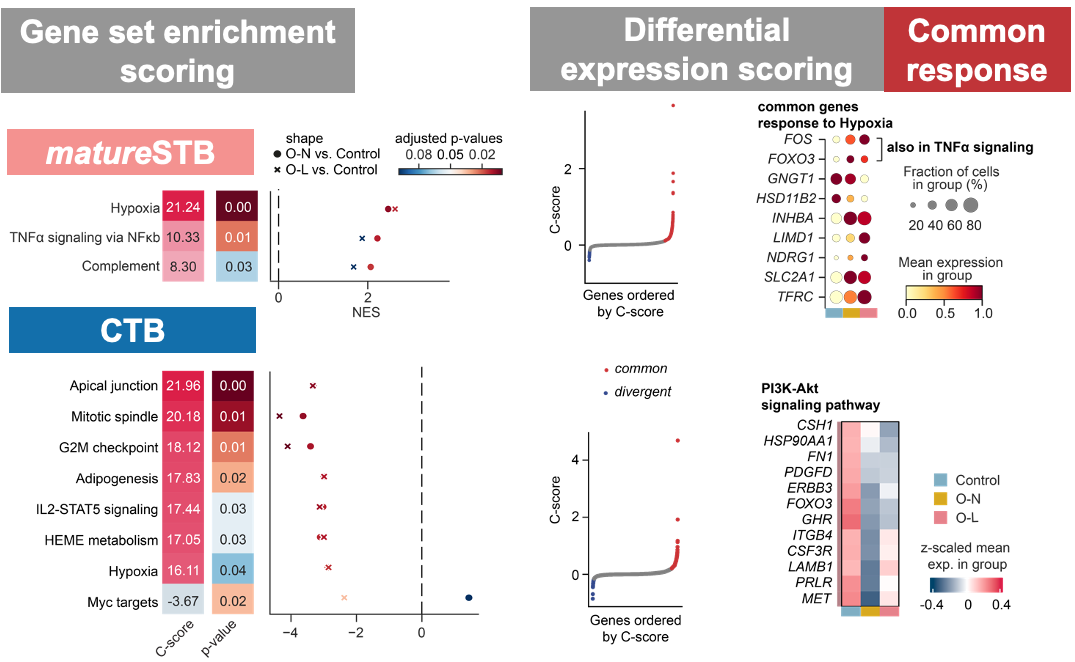 Gene set enrichment
scoring
Differential
expression scoring
Common
response
matureSTB
shape
O-N vs. Control
O-L vs. Control
adjusted p-values
0.08 0.05 0.02
Hypoxia 21.24 0.00
TNFα signaling via NFkb 10.33 0.01
Complement 8.30 0.03
0 2
NES
C-score
2
0
Genes ordered
by C-score
common genes
response to Hypoxia
FOS
FOXO3
GNGT1
HSD11B2
INHBA
LIMD1
NDRG1
SLC2A1
TFRC
also in TNFα signaling
Fraction of cells
in group (%)
20 40 60 80
Mean expression
in group
0.0 0.5 1.0
CTB
Apical junction 21.96 0.00
Mitotic spindle 20.18 0.01
G2M checkpoint 18.12 0.01
Adipogenesis 17.83 0.02
IL2-STAT5 signaling 17.44 0.03
HEME metabolism 17.05 0.03
Hypoxia 16.11 0.04
Myc targets -3.67 0.02
C-score p-value
−4 −2 0
common
divergent
C-score
4
2
0
Genes ordered
by C-score
PI3K-Akt
signaling pathway
CSH1
HSP90AA1
FN1
PDGFD
ERBB3
FOXO3
GHR
ITGB4
CSF3R
LAMB1
PRLR
MET
Control
O-N
O-L
z-scaled mean
exp. in group
-0.4 0 0.4